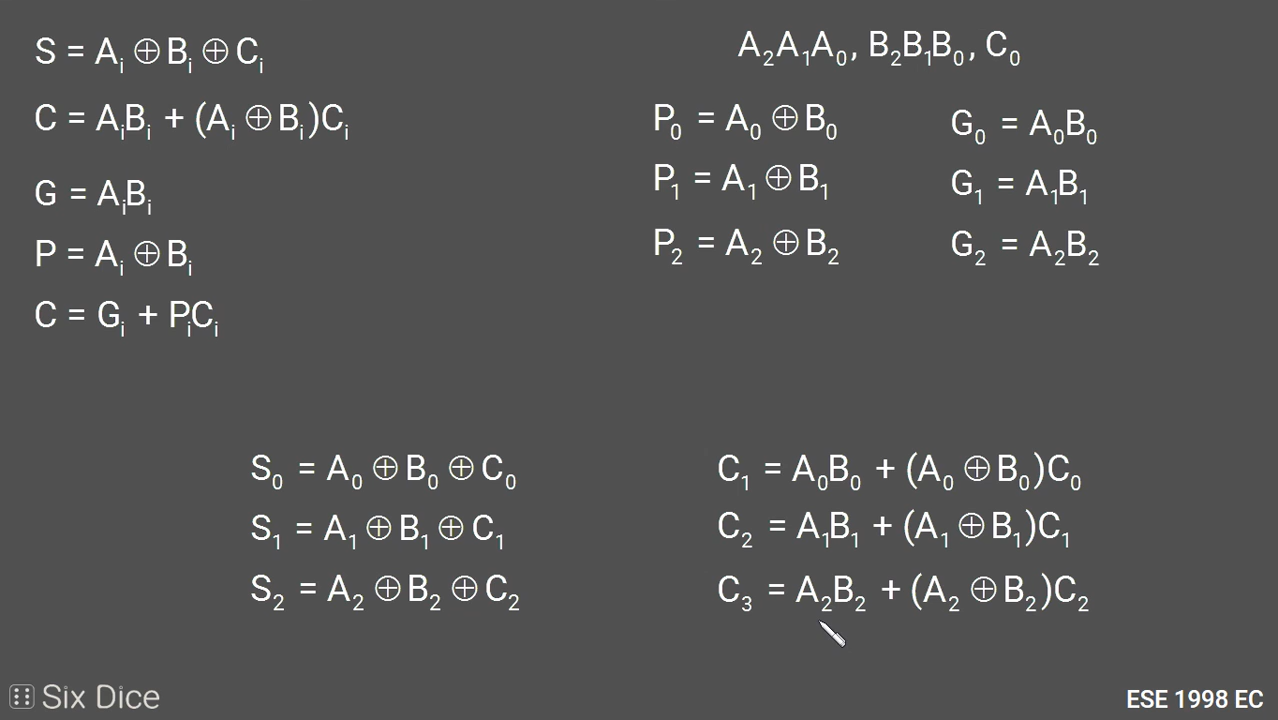 S = Aᵢ ⊕ Bᵢ ⊕ Cᵢ
C = AᵢBᵢ + (Aᵢ ⊕ Bᵢ)Cᵢ
G = AᵢBᵢ
P = Aᵢ ⊕ Bᵢ
C = Gᵢ + PᵢCᵢ
A₂A₁A₀, B₂B₁B₀, C₀
P₀ = A₀ ⊕ B₀
P₁ = A₁ ⊕ B₁
P₂ = A₂ ⊕ B₂
G₀ = A₀B₀
G₁ = A₁B₁
G₂ = A₂B₂
S₀ = A₀ ⊕ B₀ ⊕ C₀
S₁ = A₁ ⊕ B₁ ⊕ C₁
S₂ = A₂ ⊕ B₂ ⊕ C₂
C₁ = A₀B₀ + (A₀ ⊕ B₀)C₀
C₂ = A₁B₁ + (A₁ ⊕ B₁)C₁
C₃ = A₂B₂ + (A₂ ⊕ B₂)C₂
Six Dice
ESE 1998 EC